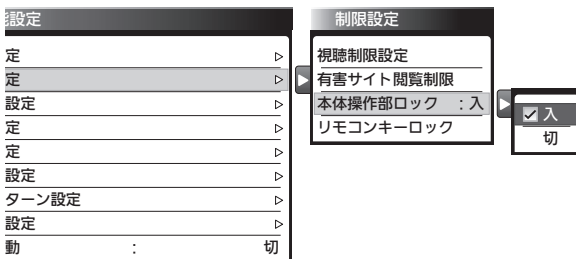 設定
定
定
設定
定
定
設定
ターン設定
設定
動 : 切
制限設定
視聴制限設定
有害サイト閲覧制限
本体操作部ロック : 入
リモコンキーロック
入
切